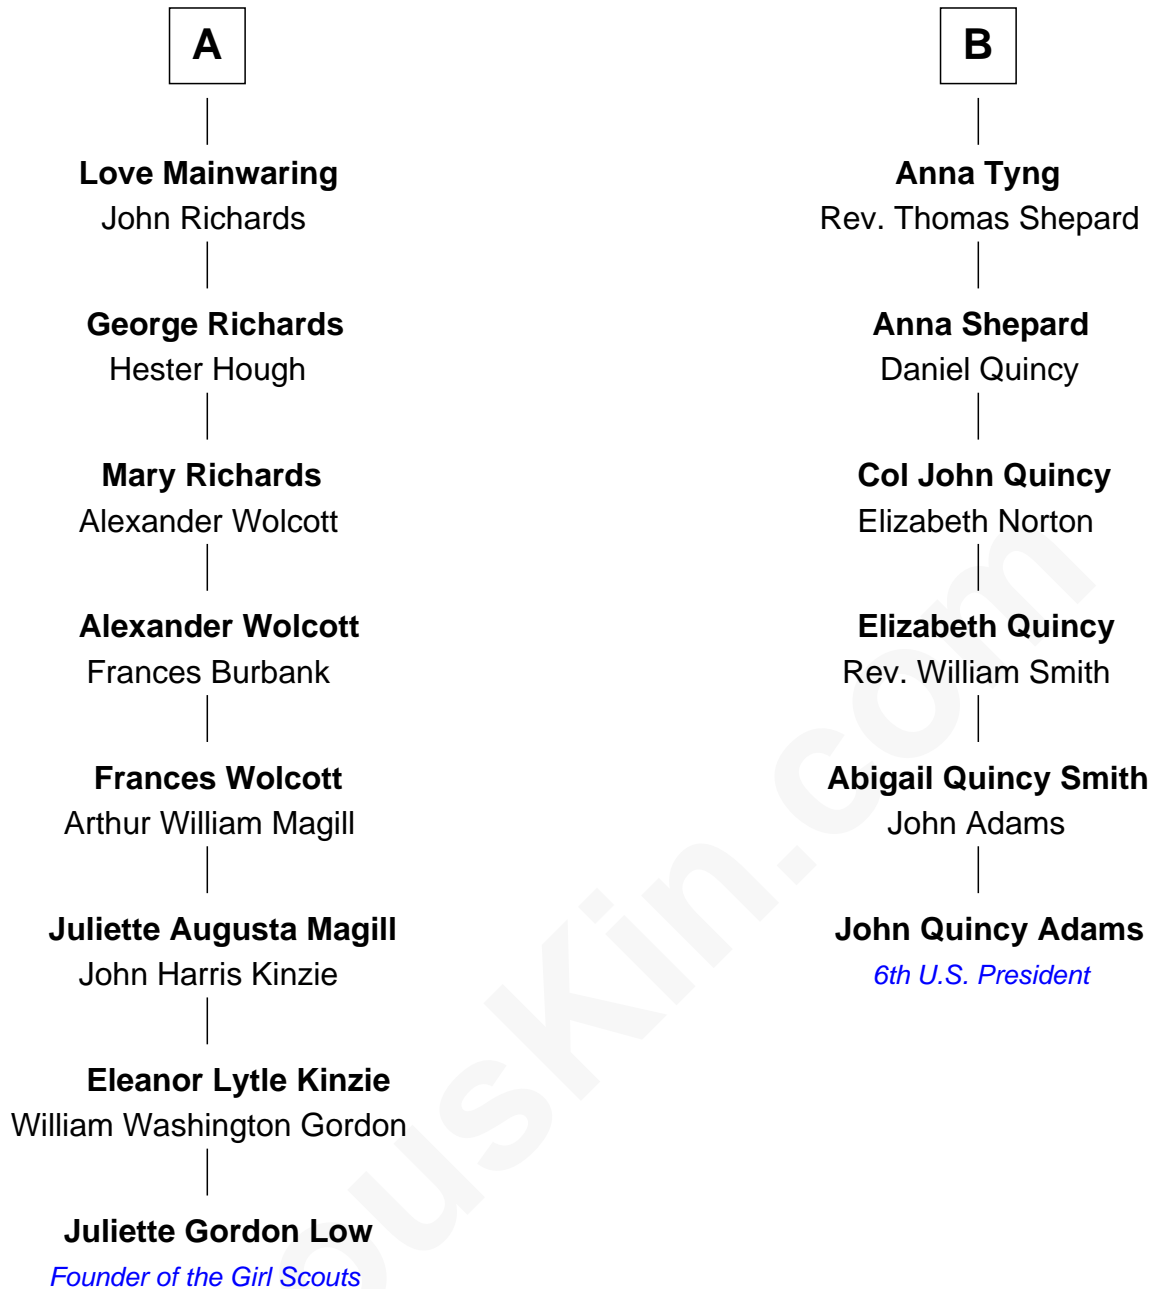 A
Love Mainwaring
John Richards
George Richards
Hester Hough
Mary Richards
Alexander Wolcott
Alexander Wolcott
Frances Burbank
Frances Wolcott
Arthur William Magill
Juliette Augusta Magill
John Harris Kinzie
Eleanor Lytle Kinzie
William Washington Gordon
Juliette Gordon Low
Founder of the Girl Scouts
B
Anna Tyng
Rev. Thomas Shepard
Anna Shepard
Daniel Quincy
Col John Quincy
Elizabeth Norton
Elizabeth Quincy
Rev. William Smith
Abigail Quincy Smith
John Adams
John Quincy Adams
6th U.S. President
ousKin.com